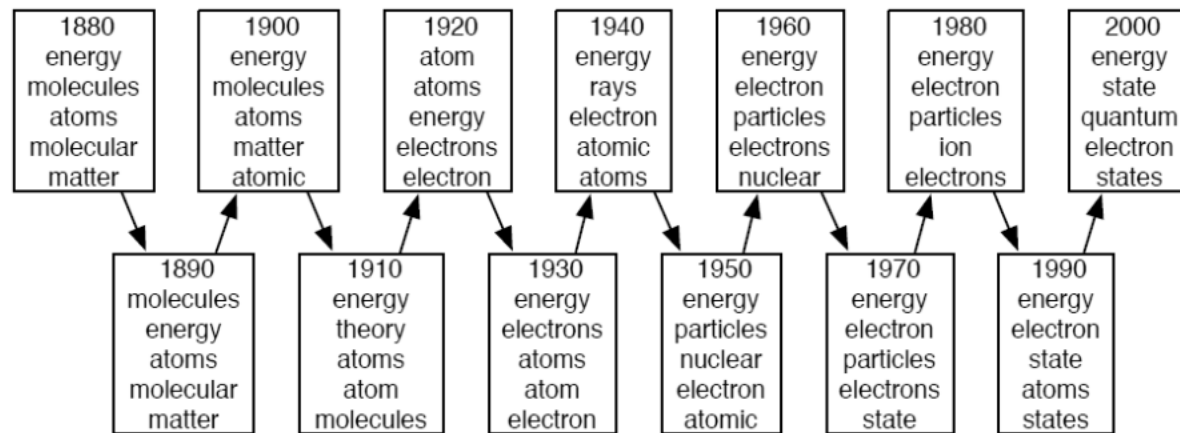 1880
energy
molecules
atoms
molecular
matter
1890
molecules
energy
atoms
molecular
matter
1900
energy
molecules
atoms
matter
atomic
1910
energy
theory
atoms
atom
molecules
1920
atom
atoms
energy
electrons
electron
1930
energy
electrons
atoms
atom
electron
1940
energy
rays
electron
atomic
atoms
1950
energy
particles
nuclear
electron
atomic
1960
energy
electron
particles
electrons
nuclear
1970
energy
electron
particles
electrons
state
1980
energy
electron
particles
ion
electrons
1990
energy
electron
state
atoms
states
2000
energy
state
quantum
electron
states